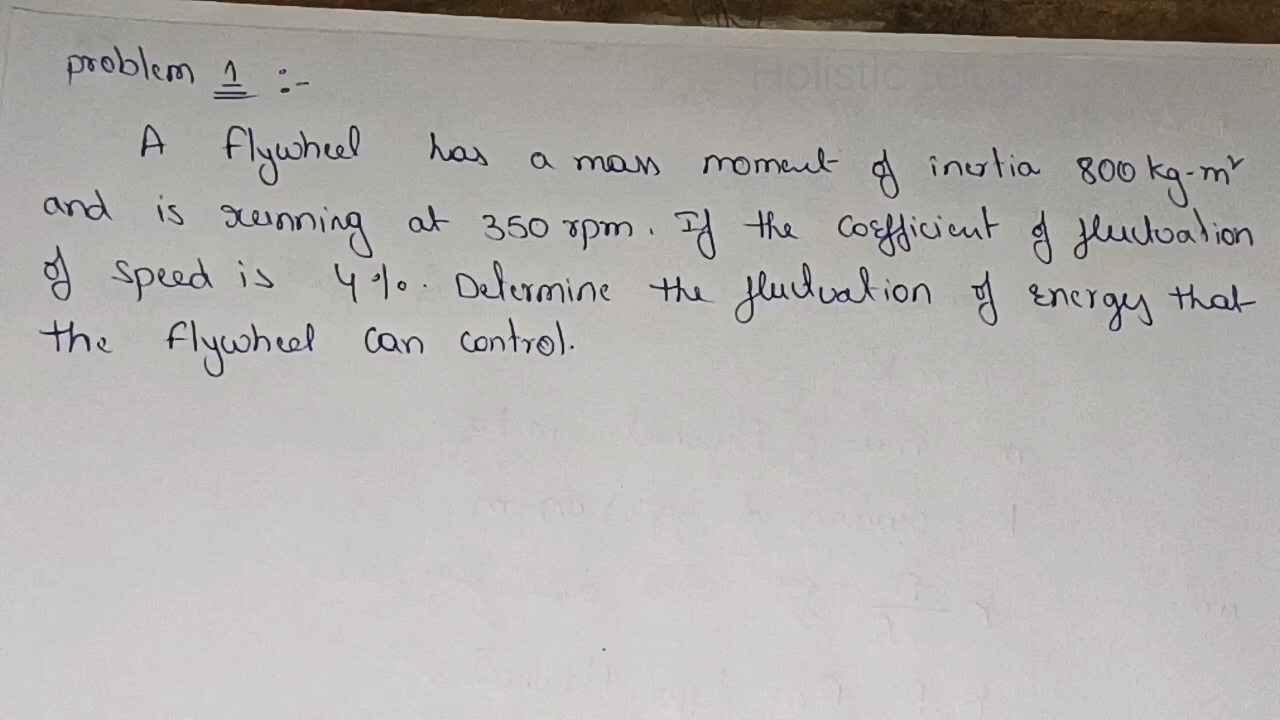 problem 1 :-
A flywheel has a mass moment of inertia 800 kg-m²
and is running at 350 rpm. If the coefficient of fluctuation
of speed is 4%. Determine the fluctuation of energy that
the flywheel can control.